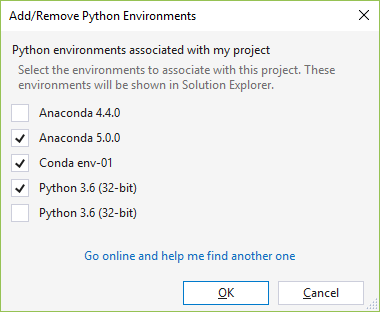 Add/Remove Python Environments
Python environments associated with my project
Select the environments to associate with this project. These
environments will be shown in Solution Explorer.
Anaconda 4.4.0
Anaconda 5.0.0
Conda env-01
Python 3.6 (32-bit)
Python 3.6 (32-bit)
Go online and help me find another one
OK
Cancel